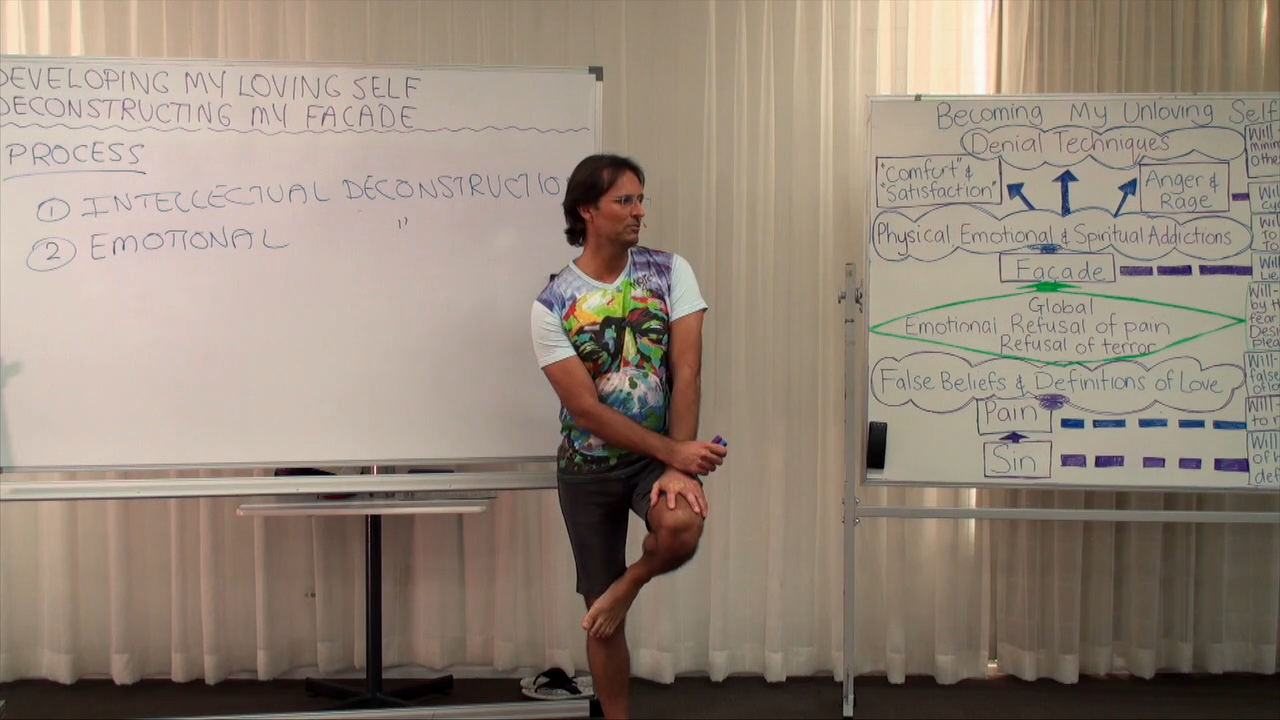 DEVELOPING MY LOVING SELF
DECONSTRUCTING MY FACADE
PROCESS
1 INTELLECTUAL DECONSTRUCTIO
2 EMOTIONAL "
Becoming My Unloving Self
Denial Techniques
"Comfort" &
"Satisfaction"
Anger &
Rage
Physical, Emotional & Spiritual Addictions
Façade
Global
Emotional Refusal of pain
Refusal of terror
False Beliefs & Definitions of Love
Pain
Sin
Will